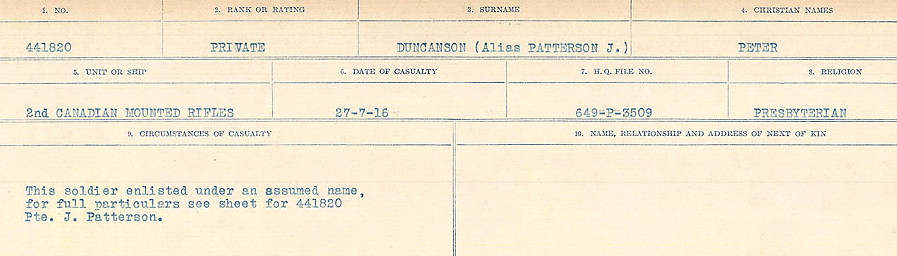 1. NO. 2. RANK OR RATING 3. SURNAME 4. CHRISTIAN NAMES
441820 PRIVATE DUNCANSON (Alias PATTERSON J.) PETER
5. UNIT OR SHIP 6. DATE OF CASUALTY 7. H.Q. FILE NO. 8. RELIGION
2nd CANADIAN MOUNTED RIFLES 27-7-16 649-P-3509 PRESBYTERIAN
9. CIRCUMSTANCES OF CASUALTY 10. NAME, RELATIONSHIP AND ADDRESS OF NEXT OF KIN
This soldier enlisted under an assumed name,
for full particulars see sheet for 441820
Pte. J. Patterson.